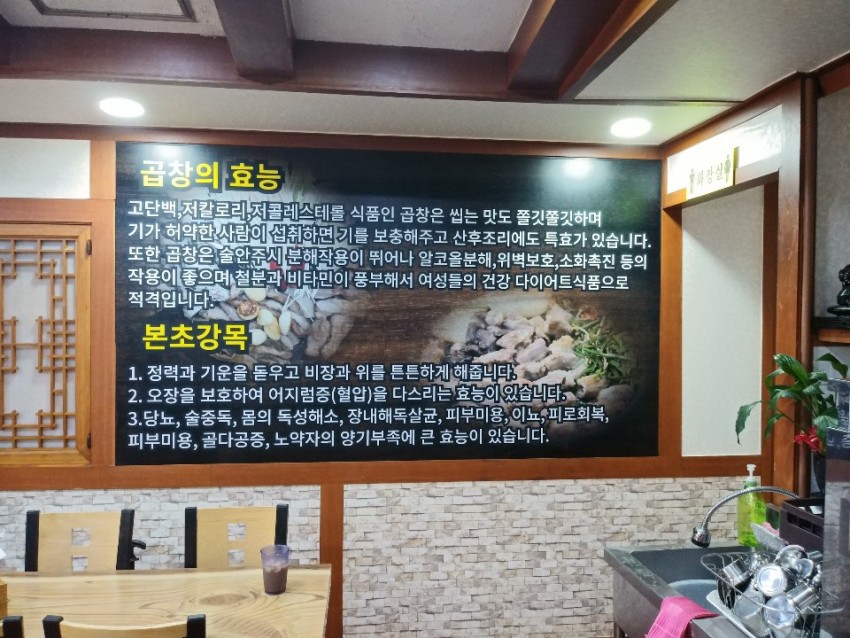 곱창의 효능
고단백,저칼로리,저콜레스테롤 식품인 곱창은 씹는 맛도 쫄깃쫄깃하며
기가 허약한 사람이 섭취하면 기를 보충해주고 산후조리에도 특효가 있습니다.
또한 곱창은 술안주시 분해작용이 뛰어나 알코올분해,위벽보호,소화촉진 등의
작용이 좋으며 철분과 비타민이 풍부해서 여성들의 건강 다이어트식품으로
적격입니다.
본초강목
1. 정력과 기운을 돋우고 비장과 위를 튼튼하게 해줍니다.
2. 오장을 보호하여 어지럼증(혈압)을 다스리는 효능이 있습니다.
3.당뇨, 술중독, 몸의 독성해소, 장내해독살균, 피부미용, 이뇨, 피로회복,
피부미용, 골다공증, 노약자의 양기부족에 큰 효능이 있습니다.
화장실